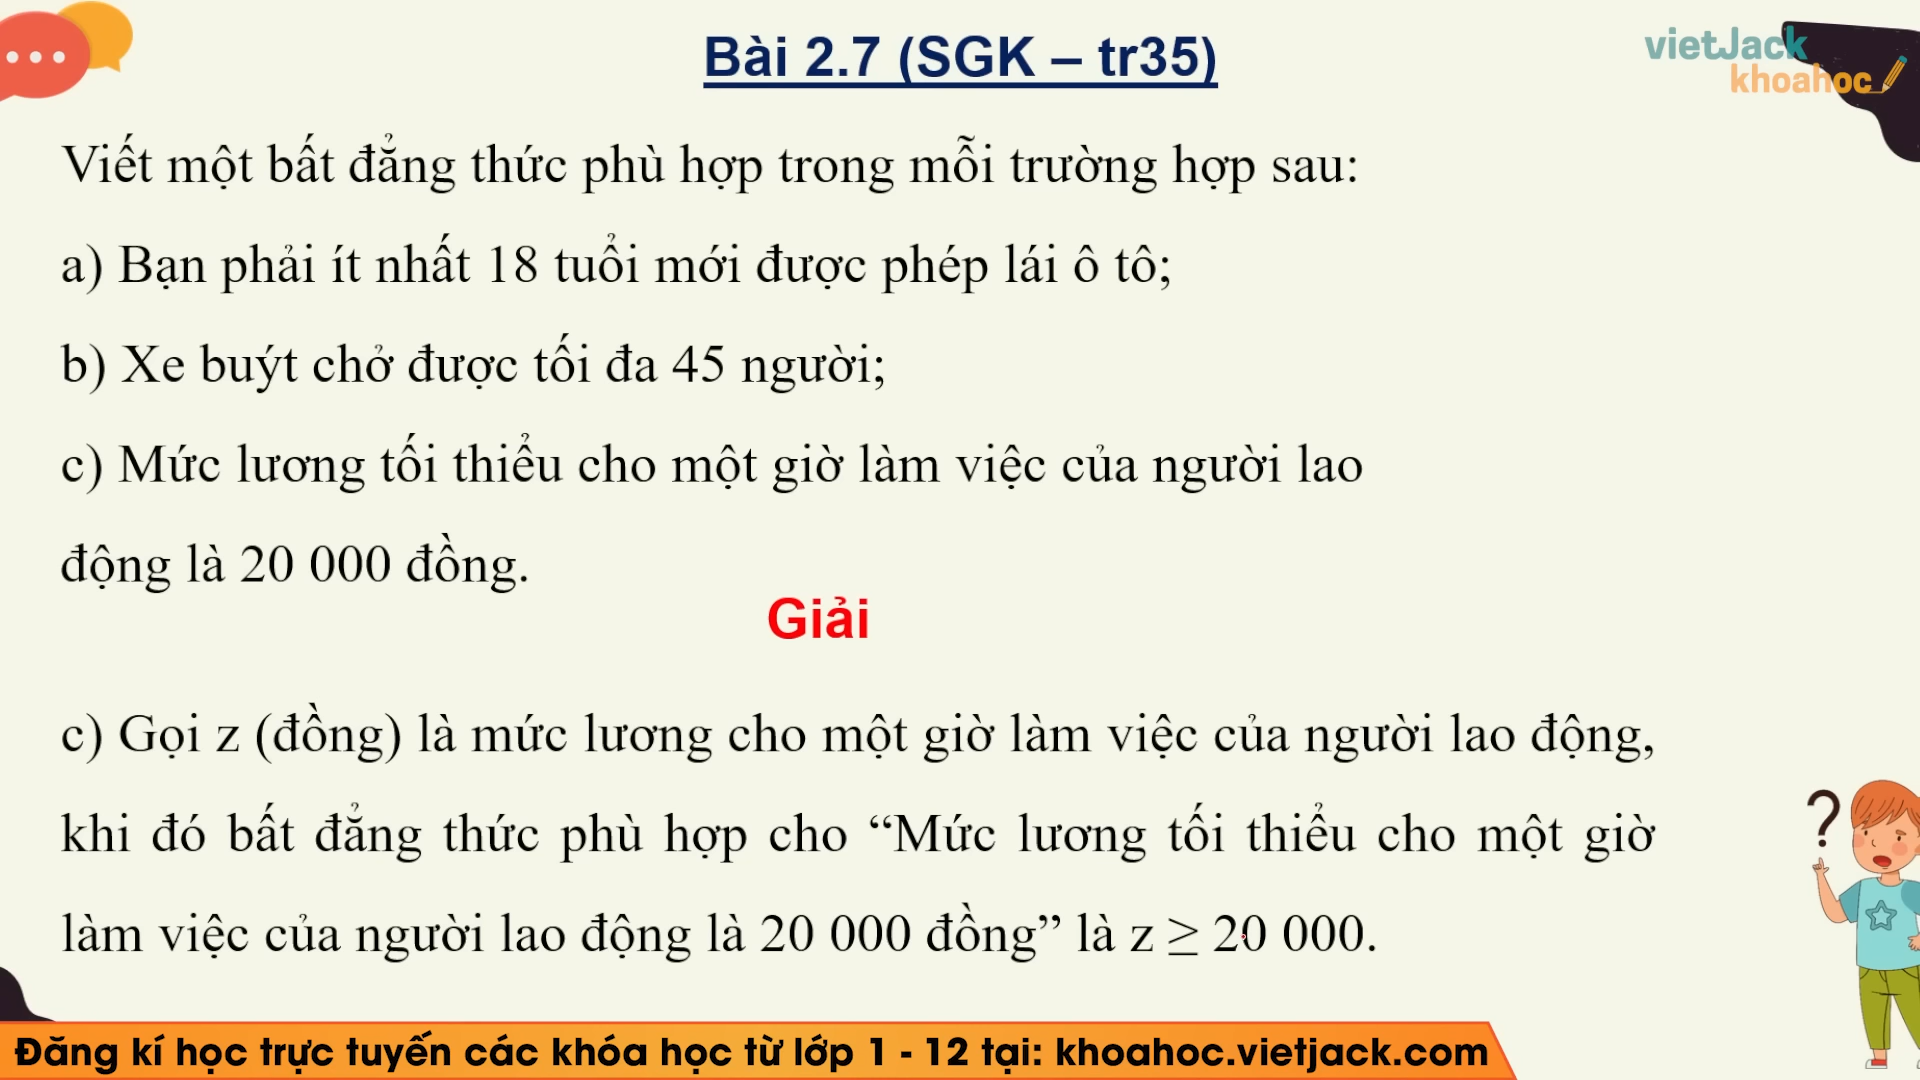 Bài 2.7 (SGK – tr35)
vietJack
khoahoc
Viết một bất đẳng thức phù hợp trong mỗi trường hợp sau:
a) Bạn phải ít nhất 18 tuổi mới được phép lái ô tô;
b) Xe buýt chở được tối đa 45 người;
c) Mức lương tối thiểu cho một giờ làm việc của người lao
động là 20 000 đồng.
Giải
c) Gọi z (đồng) là mức lương cho một giờ làm việc của người lao động,
khi đó bất đẳng thức phù hợp cho “Mức lương tối thiểu cho một giờ
làm việc của người lao động là 20 000 đồng” là z ≥ 20 000.
?
Đăng kí học trực tuyến các khóa học từ lớp 1 - 12 tại: khoahoc.vietjack.com